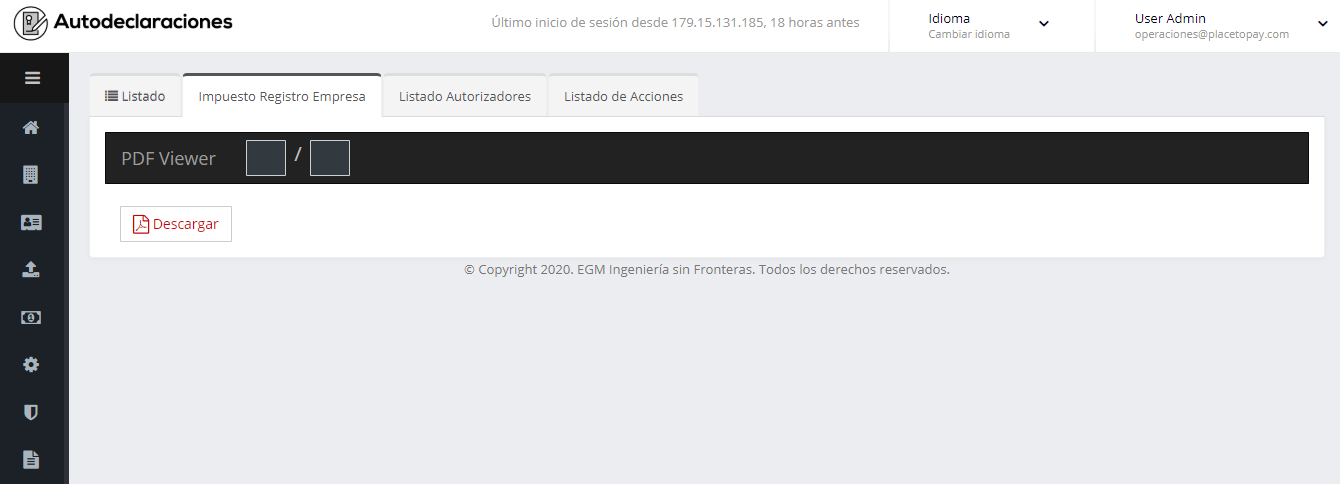 Autodeclaraciones
Último inicio de sesión desde 179.15.131.185, 18 horas antes
Idioma
Cambiar idioma
User Admin
operaciones@placetopay.com
Listado
Impuesto Registro Empresa
Listado Autorizadores
Listado de Acciones
PDF Viewer
/
Descargar
© Copyright 2020. EGM Ingeniería sin Fronteras. Todos los derechos reservados.